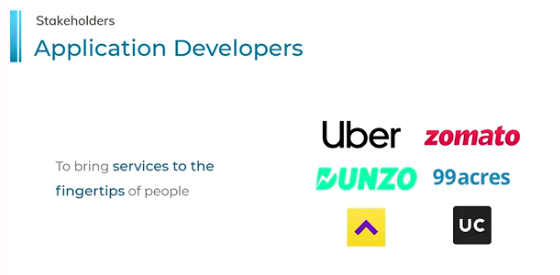 Stakeholders
Application Developers
To bring services to the
fingertips of people
Uber
zomato
DUNZO
99acres
UC